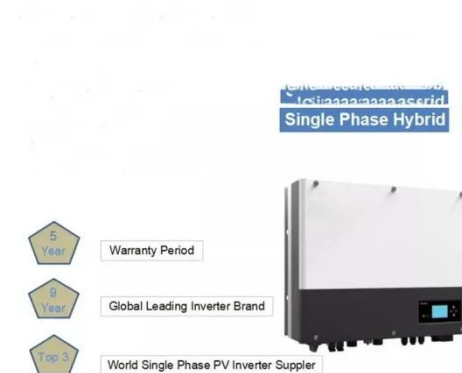 Single Phase Hybrid
5
Year
Warranty Period
9
Year
Global Leading Inverter Brand
Top 3
World Single Phase PV Inverter Suppler